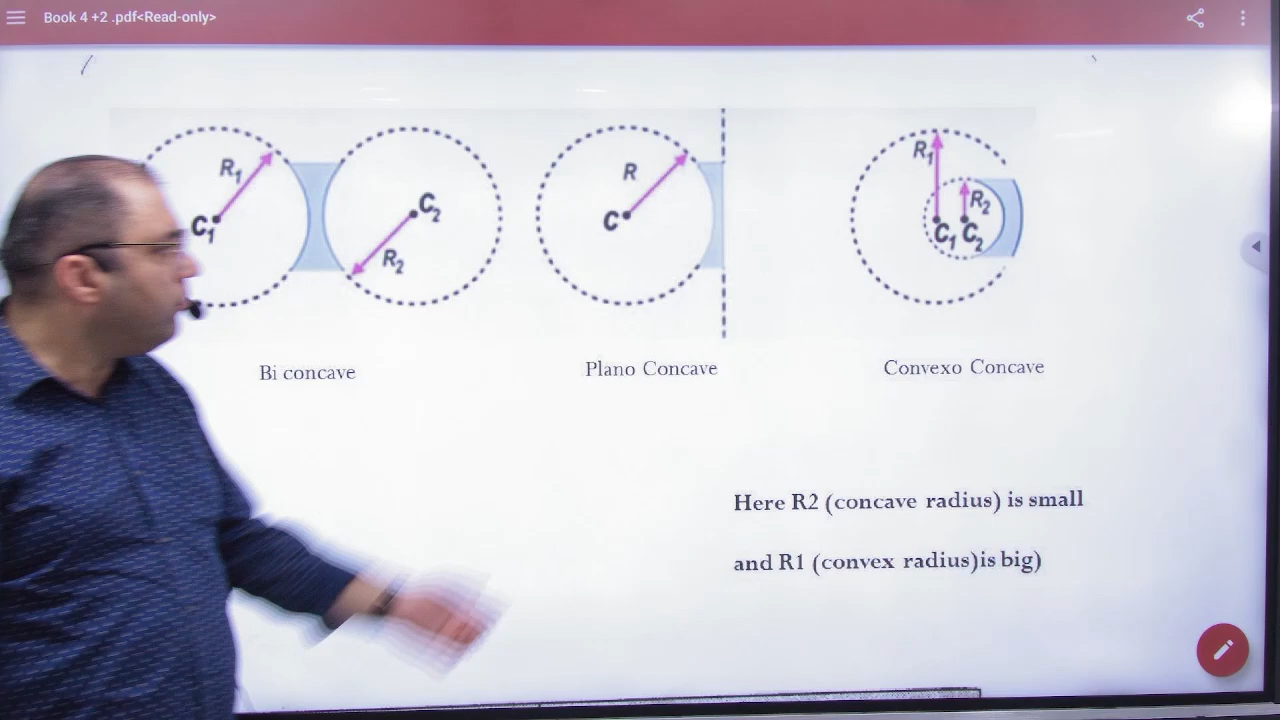 Book 4 +2 .pdf<Read-only>
R1
C1
C2
R2
R
C
R1
R2
C1 C2
Bi concave
Plano Concave
Convexo Concave
Here R2 (concave radius) is small
and R1 (convex radius)is big)